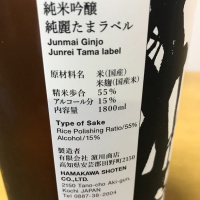 純米吟醸
純麗たまラベル
Junmai Ginjo
Junrei Tama label
原材料名 米(国産)
米麹(国産米)
精米歩合 55%
アルコール分 15%
内容量 1800ml
Type of Sake
Rice Polishing Ratio/55%
Alcohol/15%
製造者
有限会社 濵川商店
高知県安芸郡田野町2150
HAMAKAWA SHOTEN
CO.,LTD.
2150 Tano-cho Aki-gun,
Kochi JAPAN
Tel 0887-38-2004